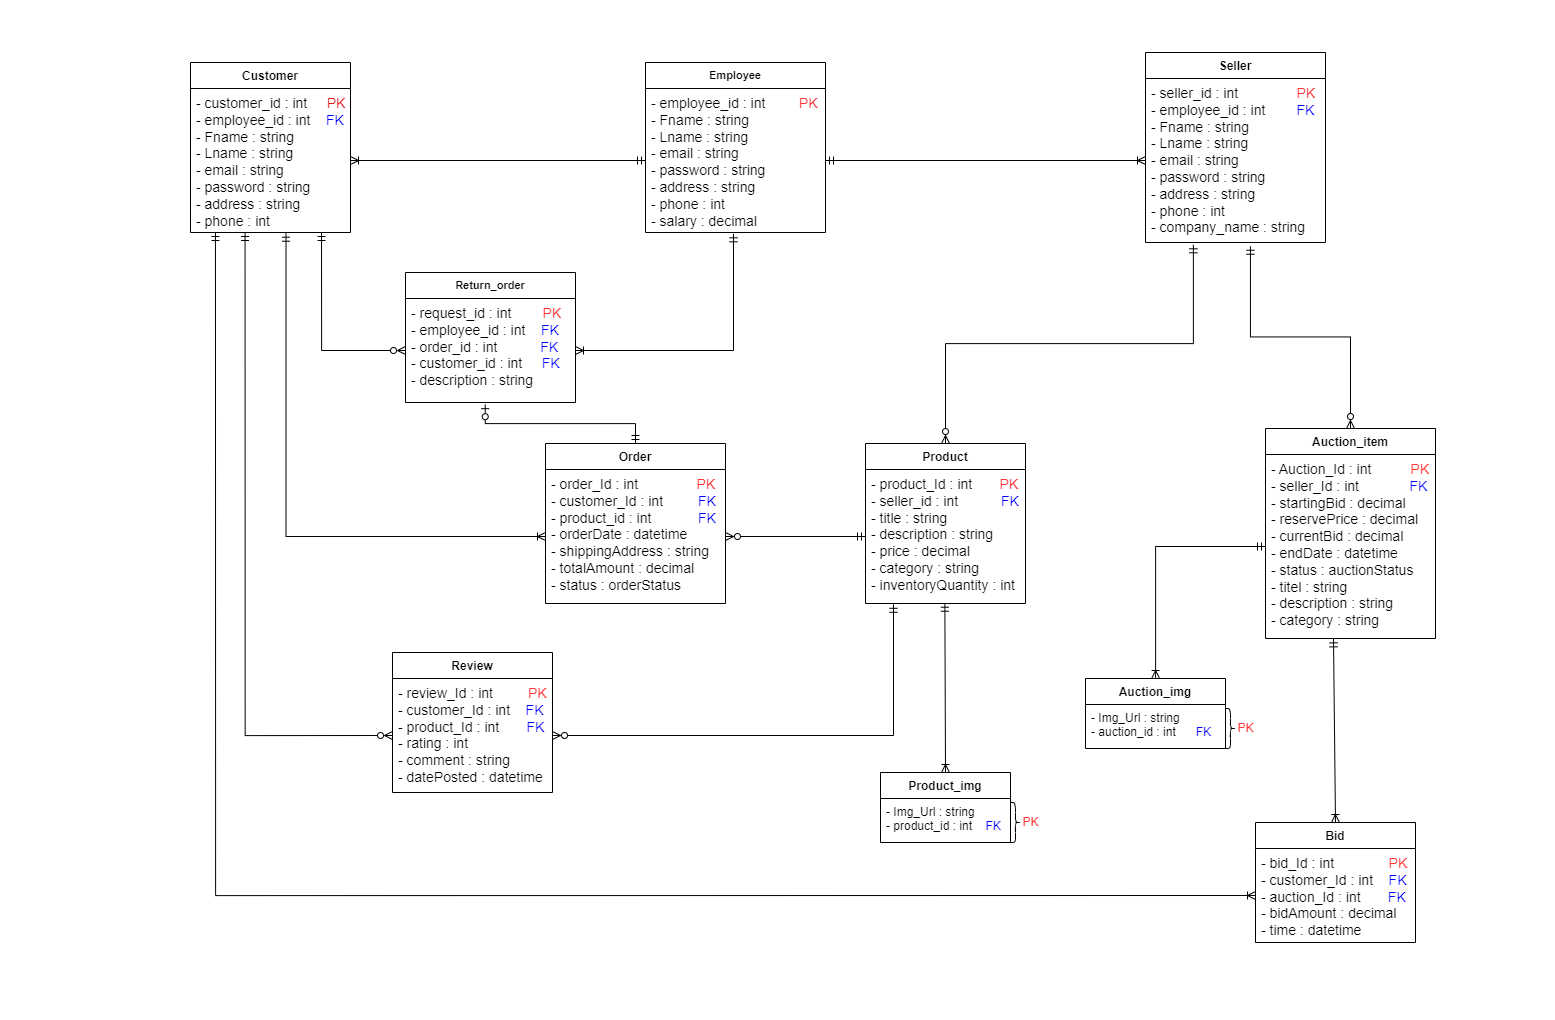 Customer
- customer_id : int PK
- employee_id : int FK
- Fname : string
- Lname : string
- email : string
- password : string
- address : string
- phone : int
Employee
- employee_id : int PK
- Fname : string
- Lname : string
- email : string
- password : string
- address : string
- phone : int
- salary : decimal
Seller
- seller_id : int PK
- employee_id : int FK
- Fname : string
- Lname : string
- email : string
- password : string
- address : string
- phone : int
- company_name : string
Return_order
- request_id : int PK
- employee_id : int FK
- order_id : int FK
- customer_id : int FK
- description : string
Order
- order_Id : int PK
- customer_Id : int FK
- product_id : int FK
- orderDate : datetime
- shippingAddress : string
- totalAmount : decimal
- status : orderStatus
Product
- product_Id : int PK
- seller_id : int FK
- title : string
- description : string
- price : decimal
- category : string
- inventoryQuantity : int
Auction_item
- Auction_Id : int PK
- seller_Id : int FK
- startingBid : decimal
- reservePrice : decimal
- currentBid : decimal
- endDate : datetime
- status : auctionStatus
- titel : string
- description : string
- category : string
Review
- review_Id : int PK
- customer_Id : int FK
- product_Id : int FK
- rating : int
- comment : string
- datePosted : datetime
Auction_img
- Img_Url : string
- auction_id : int FK
PK
Product_img
- Img_Url : string
- product_id : int FK
PK
Bid
- bid_Id : int PK
- customer_Id : int FK
- auction_Id : int FK
- bidAmount : decimal
- time : datetime